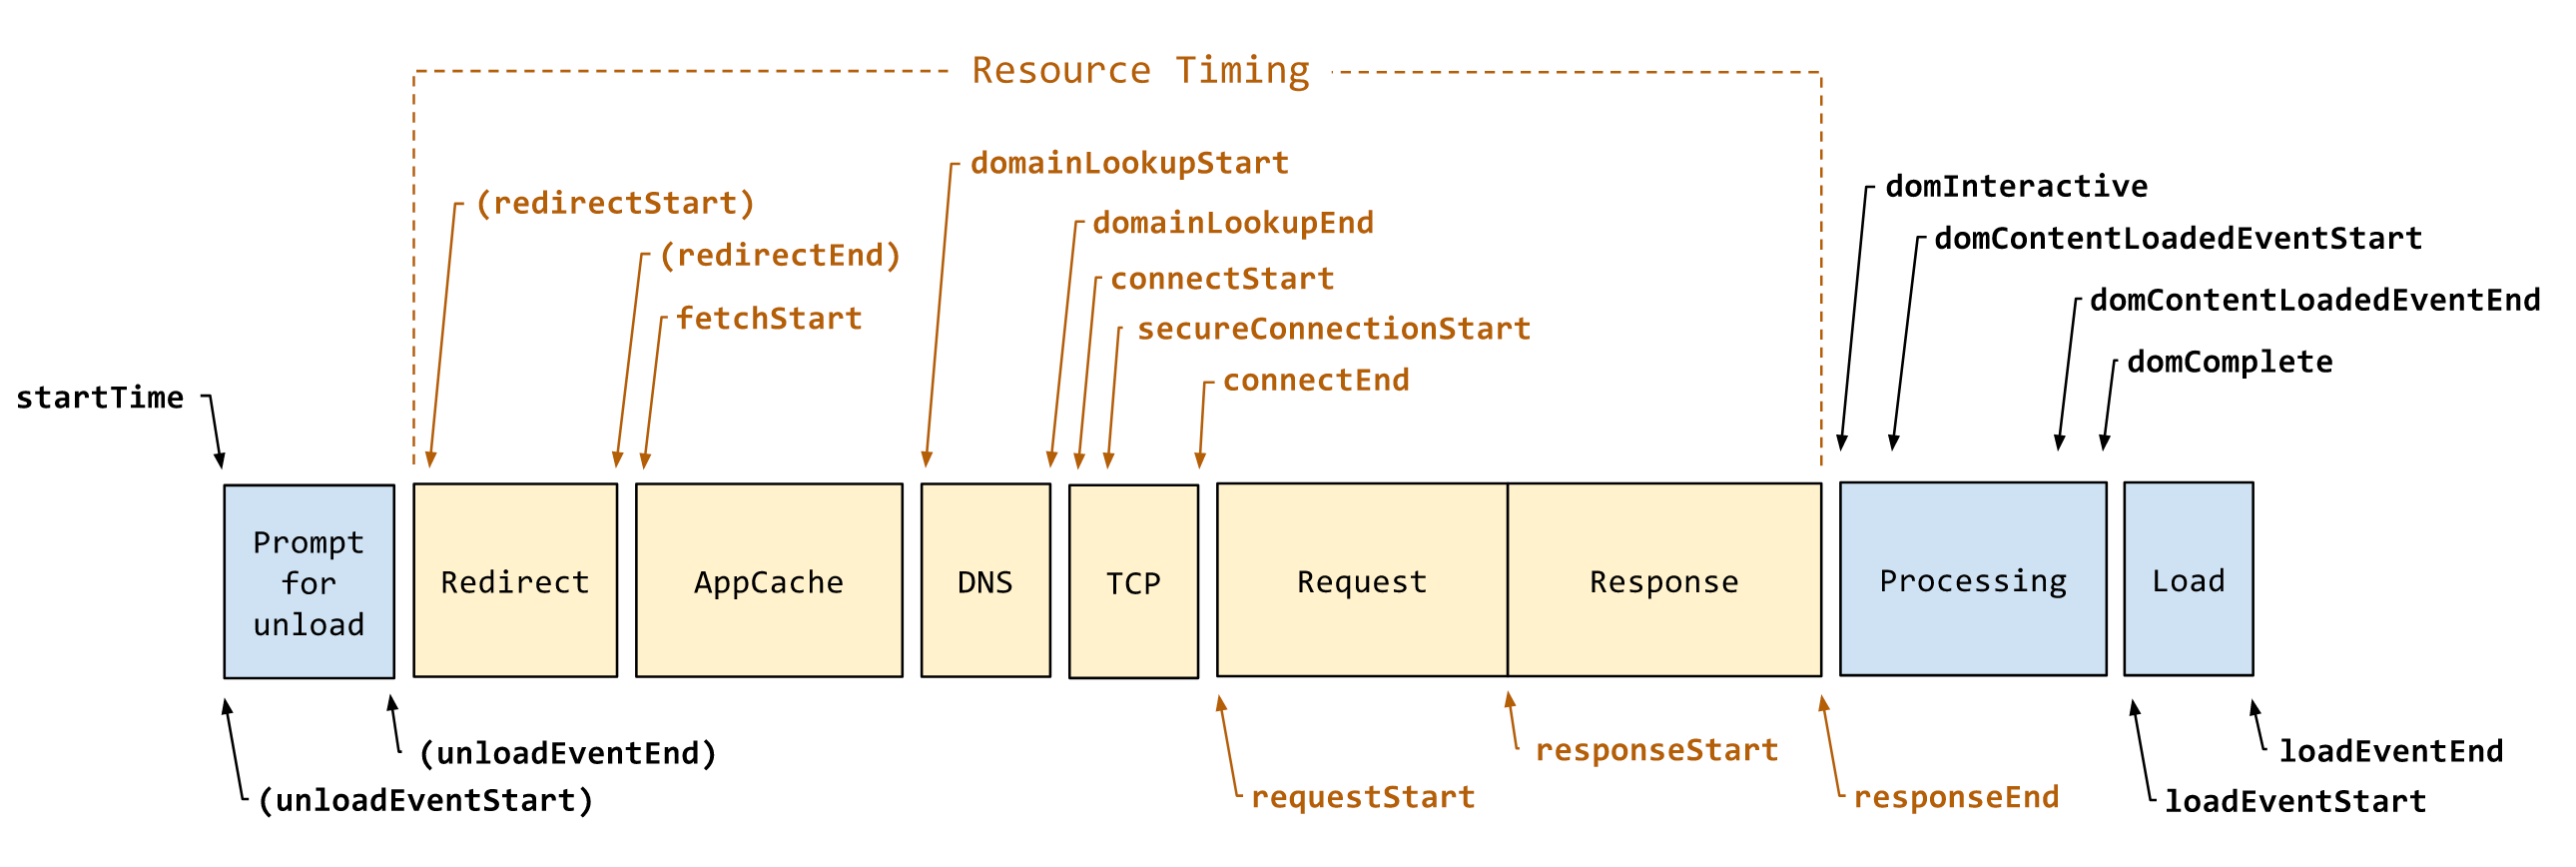 Resource Timing
domainLookupStart
(redirectStart)
domInteractive
domainLookupEnd
domContentLoadedEventStart
(redirectEnd)
connectStart
domContentLoadedEventEnd
fetchStart
secureConnectionStart
domComplete
connectEnd
startTime
Prompt
for
unload
Redirect
AppCache
DNS
TCP
Request
Response
Processing
Load
(unloadEventEnd)
responseStart
loadEventEnd
(unloadEventStart)
requestStart
responseEnd
loadEventStart